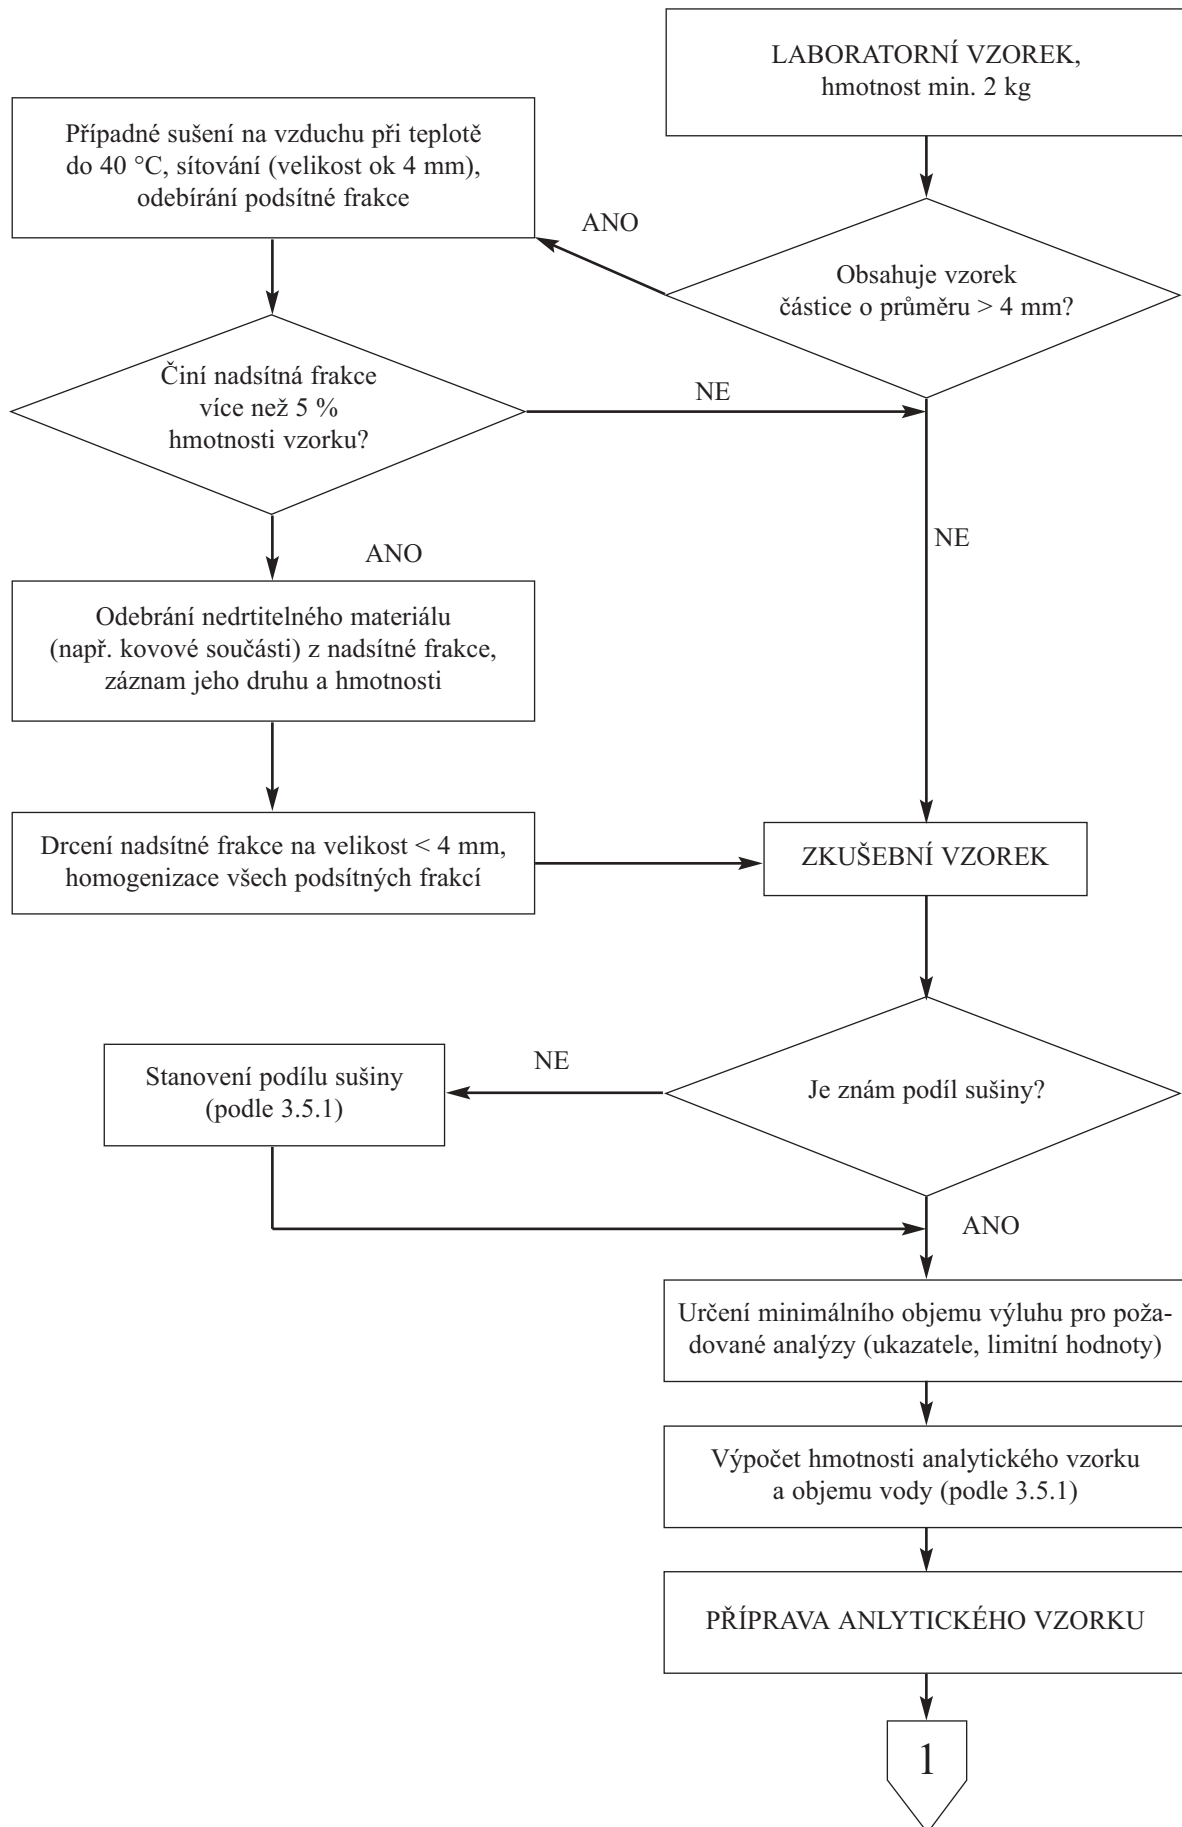 LABORATORNÍ VZOREK,
hmotnost min. 2 kg
Případné sušení na vzduchu při teplotě
do 40 °C, sítování (velikost ok 4 mm),
odebírání podsítné frakce
ANO
Obsahuje vzorek
částice o průměru > 4 mm?
Činí nadsítná frakce
více než 5 %
hmotnosti vzorku?
NE
NE
ANO
Odebrání nedrtitelného materiálu
(např. kovové součásti) z nadsítné frakce,
záznam jeho druhu a hmotnosti
Drcení nadsítné frakce na velikost < 4 mm,
homogenizace všech podsítných frakcí
ZKUŠEBNÍ VZOREK
Stanovení podílu sušiny
(podle 3.5.1)
NE
Je znám podíl sušiny?
ANO
Určení minimálního objemu výluhu pro poža-
dované analýzy (ukazatele, limitní hodnoty)
Výpočet hmotnosti analytického vzorku
a objemu vody (podle 3.5.1)
PŘÍPRAVA ANLYTICKÉHO VZORKU
1